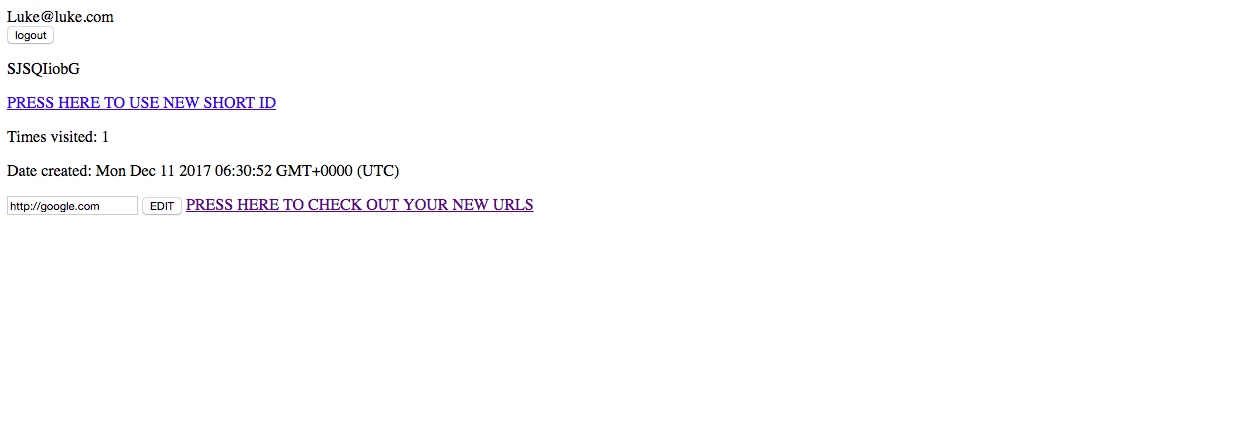 Luke@luke.com
logout
SJSQIiobG
PRESS HERE TO USE NEW SHORT ID
Times visited: 1
Date created: Mon Dec 11 2017 06:30:52 GMT+0000 (UTC)
http://google.com EDIT PRESS HERE TO CHECK OUT YOUR NEW URLS